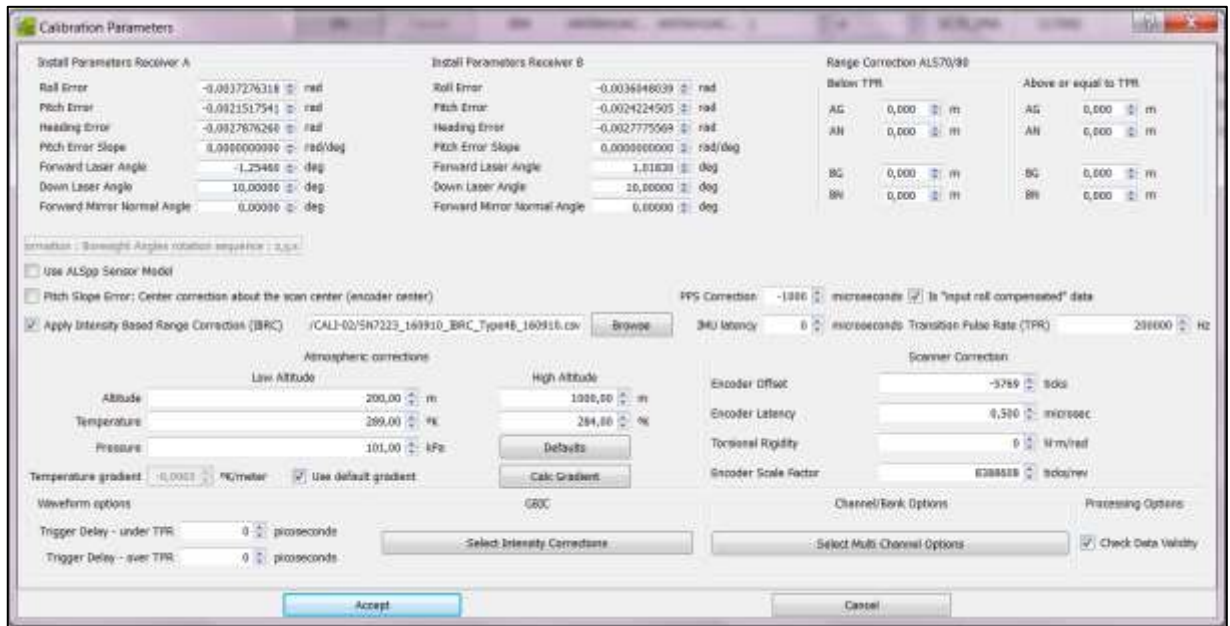 Calibration Parameters
Install Parameters Receiver A
Roll Error -0,0037276318 rad
Pitch Error -0,0021517541 rad
Heading Error -0,0027876260 rad
Pitch Error Slope 0,0000000000 rad/deg
Forward Laser Angle -1,25460 deg
Down Laser Angle 10,00000 deg
Forward Mirror Normal Angle 0,00000 deg
Install Parameters Receiver B
Roll Error -0,0036048039 rad
Pitch Error -0,0024224505 rad
Heading Error -0,0027775569 rad
Pitch Error Slope 0,0000000000 rad/deg
Forward Laser Angle 1,01830 deg
Down Laser Angle 10,00000 deg
Forward Mirror Normal Angle 0,00000 deg
Range Correction ALS70/80
Below TPR
AG 0,000 m
AN 0,000 m
BG 0,000 m
BN 0,000 m
Above or equal to TPR
AG 0,000 m
AN 0,000 m
BG 0,000 m
BN 0,000 m
ormation : Boresight Angles rotation sequence : z,y,x
Use ALSpp Sensor Model
Pitch Slope Error: Center correction about the scan center (encoder center)
PPS Correction -1000 microseconds Is "input roll compensated" data
Apply Intensity Based Range Correction (IBRC) /CALI-02/SN7223_160910_IBRC_Type4B_160910.csv Browse
IMU latency 0 microseconds Transition Pulse Rate (TPR) 200000 Hz
Atmospheric corrections
Low Altitude High Altitude
Altitude 200,00 m 1000,00 m
Temperature 289,00 °K 284,00 °K
Pressure 101,00 kPa Defaults
Temperature gradient °K/meter Use default gradient Calc Gradient
Scanner Correction
Encoder Offset -5769 ticks
Encoder Latency 0,500 microsec
Torsional Rigidity 0 N·m/rad
Encoder Scale Factor 8388608 ticks/rev
Waveform options
Trigger Delay - under TPR 0 picoseconds
Trigger Delay - over TPR 0 picoseconds
GBIC
Select Intensity Corrections
Channel/Bank Options
Select Multi Channel Options
Processing Options
Check Data Validity
Accept Cancel